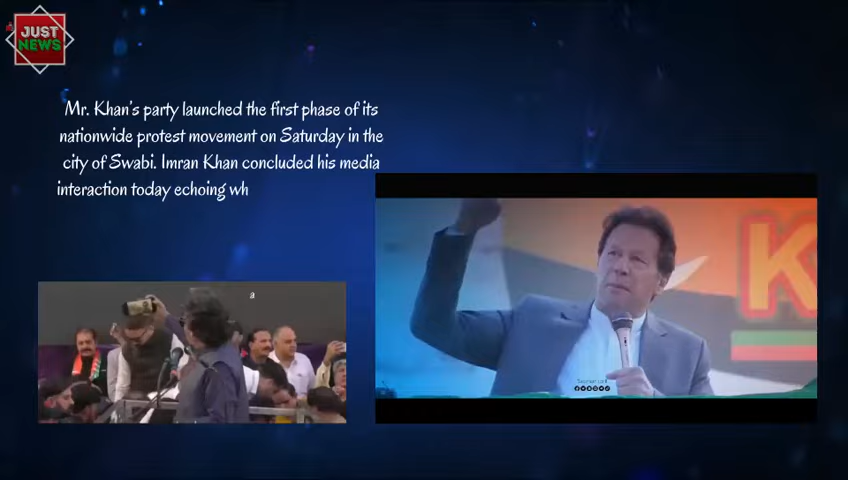 JUST
NEWS
Mr. Khan's party launched the first phase of its
nationwide protest movement on Saturday in the
city of Swabi. Imran Khan concluded his media
interaction today echoing wh
a
K